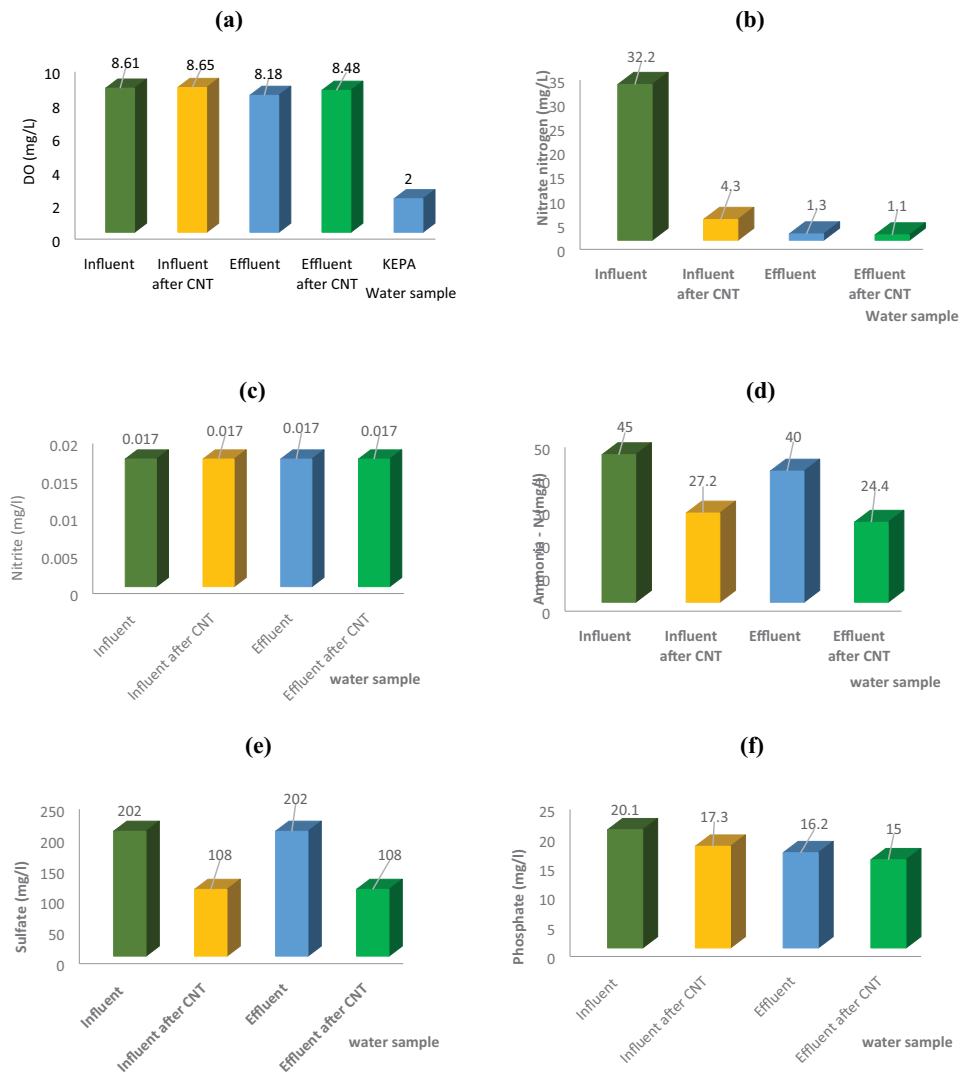 (a)
10
8
6
4
2
0
DO (mg/L)
8.61
8.65
8.18
8.48
2
Influent
Influent after CNT
Effluent
Effluent after CNT
KEPA
Water sample
(b)
35
30
25
20
15
10
5
0
Nitrate nitrogen (mg/L)
32.2
4.3
1.3
1.1
Influent
Influent after CNT
Effluent
Effluent after CNT
Water sample
(c)
0.02
0.015
0.01
0.005
0
Nitrite (mg/l)
0.017
0.017
0.017
0.017
Influent
Influent after CNT
Effluent
Effluent after CNT
water sample
(d)
50
40
30
20
10
0
Ammonia - N (mg/l)
45
27.2
40
24.4
Influent
Influent after CNT
Effluent
Effluent after CNT
water sample
(e)
250
200
150
100
50
0
Sulfate (mg/l)
202
108
202
108
Influent
Influent after CNT
Effluent
Effluent after CNT
water sample
(f)
25
20
15
10
5
0
Phosphate (mg/l)
20.1
17.3
16.2
15
Influent
Influent after CNT
Effluent
Effluent after CNT
water sample